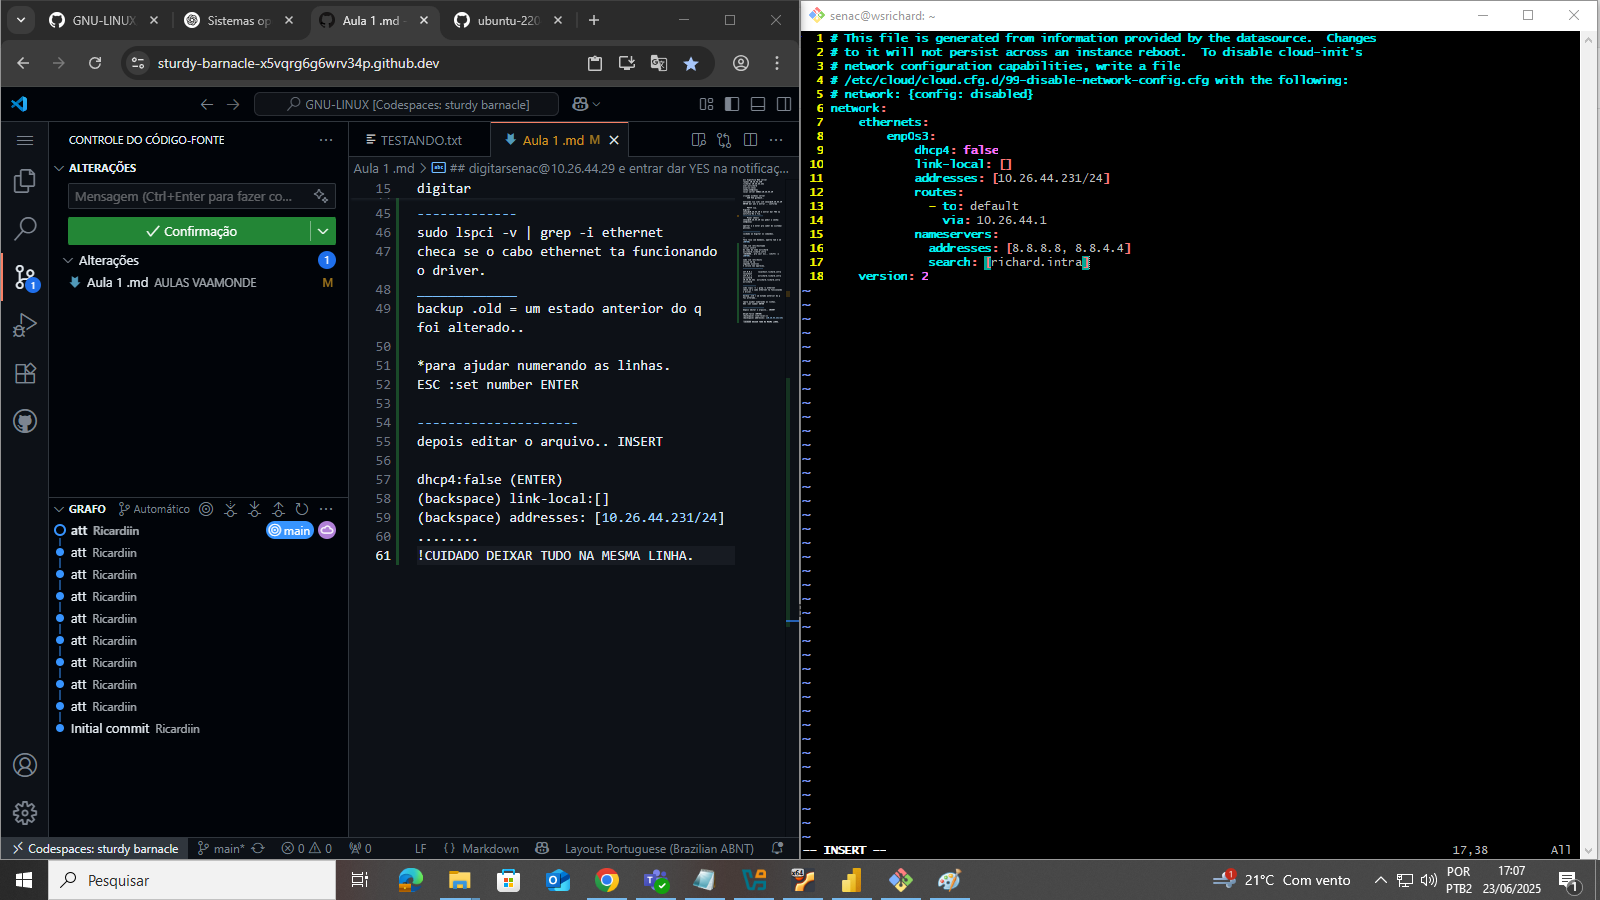 GNU-LINUX
Sistemas op
Aula 1 .md -
ubuntu-220
sturdy-barnacle-x5vqrg6g6wrv34p.github.dev
GNU-LINUX [Codespaces: sturdy barnacle]
CONTROLE DO CÓDIGO-FONTE
ALTERAÇÕES
Mensagem (Ctrl+Enter para fazer co...
Confirmação
Alterações 1
Aula 1 .md AULAS VAAMONDE M
1
GRAFO Automático
att Ricardiin main
att Ricardiin
att Ricardiin
att Ricardiin
att Ricardiin
att Ricardiin
att Ricardiin
att Ricardiin
att Ricardiin
Initial commit Ricardiin
TESTANDO.txt
Aula 1 .md M
Aula 1 .md > ## digitarsenac@10.26.44.29 e entrar dar YES na notificaç...
15 digitar
45 -------------
46 sudo lspci -v | grep -i ethernet
47 checa se o cabo ethernet ta funcionando
o driver.
48 _____________
49 backup .old = um estado anterior do q
foi alterado..
50
51 *para ajudar numerando as linhas.
52 ESC :set number ENTER
53
54 ---------------------
55 depois editar o arquivo.. INSERT
56
57 dhcp4:false (ENTER)
58 (backspace) link-local:[]
59 (backspace) addresses: [10.26.44.231/24]
60 ........
61 !CUIDADO DEIXAR TUDO NA MESMA LINHA.
Codespaces: sturdy barnacle main* 0 0 0 LF {} Markdown Layout: Portuguese (Brazilian ABNT)
senac@wsrichard: ~
1 # This file is generated from information provided by the datasource.  Changes
2 # to it will not persist across an instance reboot.  To disable cloud-init's
3 # network configuration capabilities, write a file
4 # /etc/cloud/cloud.cfg.d/99-disable-network-config.cfg with the following:
5 # network: {config: disabled}
6 network:
7     ethernets:
8         enp0s3:
9             dhcp4: false
10             link-local: []
11             addresses: [10.26.44.231/24]
12             routes:
13               - to: default
14                 via: 10.26.44.1
15             nameservers:
16               addresses: [8.8.8.8, 8.8.4.4]
17               search: [richard.intra]
18     version: 2
-- INSERT -- 17,38 All
Pesquisar
21°C Com vento
POR
PTB2
17:07
23/06/2025
1